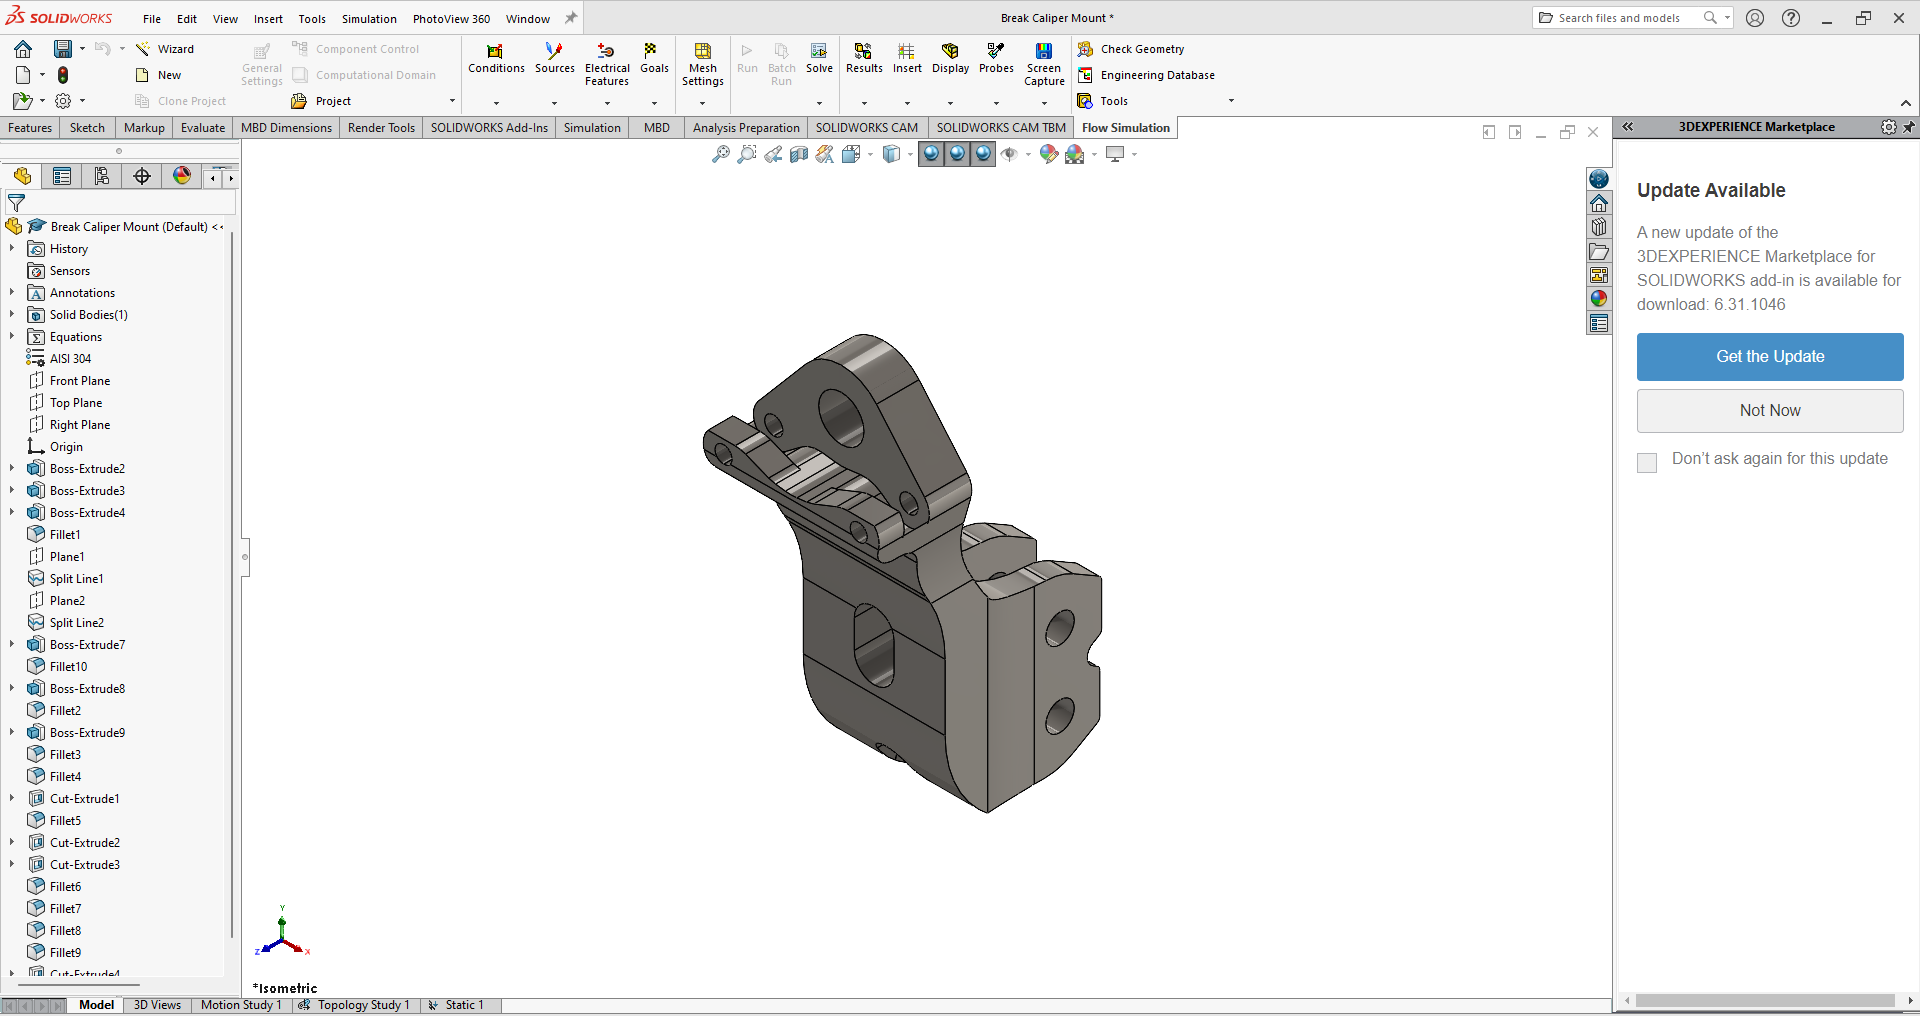 SOLIDWORKS File Edit View Insert Tools Simulation PhotoView 360 Window Break Caliper Mount * Search files and models
Wizard Component Control
New Computational Domain
Clone Project Project
General
Settings
Conditions Sources Electrical Goals
Features
Mesh
Settings
Run Batch Solve
Run
Results Insert Display Probes Screen
Capture
Check Geometry
Engineering Database
Tools
Features Sketch Markup Evaluate MBD Dimensions Render Tools SOLIDWORKS Add-Ins Simulation MBD Analysis Preparation SOLIDWORKS CAM SOLIDWORKS CAM TBM Flow Simulation
3DEXPERIENCE Marketplace
Break Caliper Mount (Default) <<
History
Sensors
Annotations
Solid Bodies(1)
Equations
AISI 304
Front Plane
Top Plane
Right Plane
Origin
Boss-Extrude2
Boss-Extrude3
Boss-Extrude4
Fillet1
Plane1
Split Line1
Plane2
Split Line2
Boss-Extrude7
Fillet10
Boss-Extrude8
Fillet2
Boss-Extrude9
Fillet3
Fillet4
Cut-Extrude1
Fillet5
Cut-Extrude2
Cut-Extrude3
Fillet6
Fillet7
Fillet8
Fillet9
Cut-Extrude4
Y
Z X
*Isometric
Model 3D Views Motion Study 1 Topology Study 1 Static 1
Update Available
A new update of the
3DEXPERIENCE Marketplace for
SOLIDWORKS add-in is available for
download: 6.31.1046
Get the Update
Not Now
Don't ask again for this update